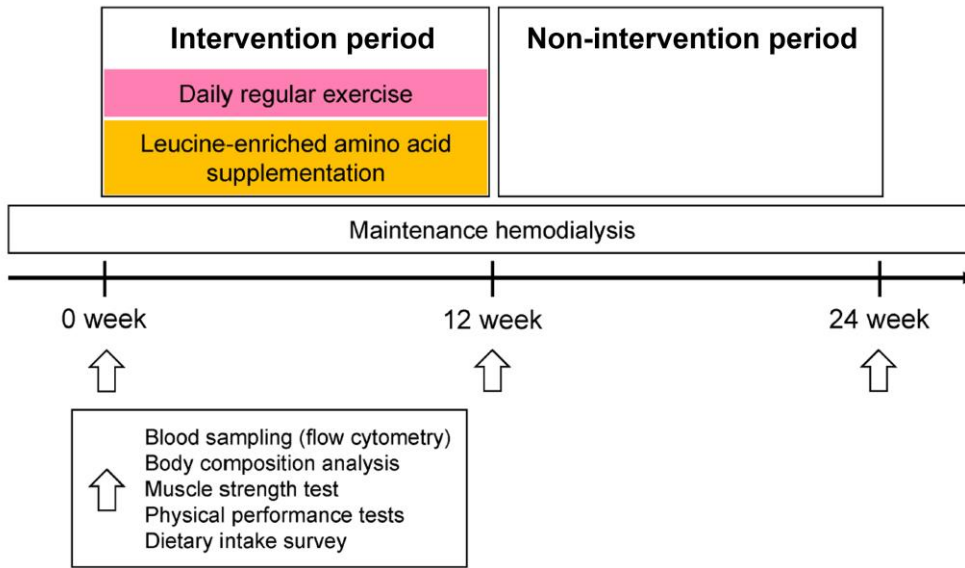 Intervention period
Non-intervention period
Daily regular exercise
Leucine-enriched amino acid
supplementation
Maintenance hemodialysis
0 week
12 week
24 week
Blood sampling (flow cytometry)
Body composition analysis
Muscle strength test
Physical performance tests
Dietary intake survey